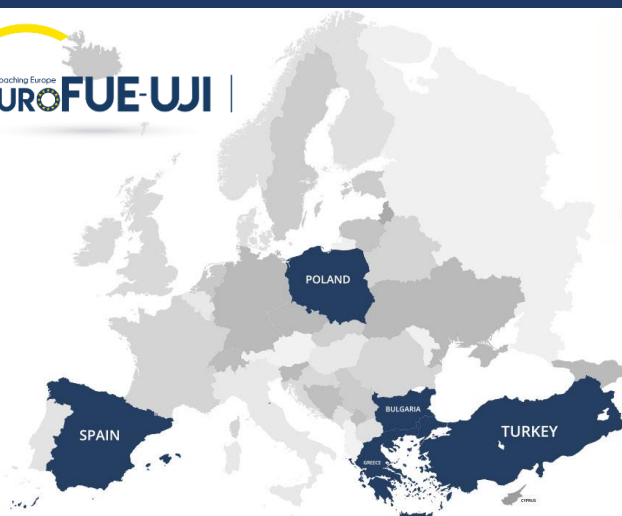 oaching Europe
UROFUE-UJI
POLAND
SPAIN
BULGARIA
TURKEY
GREECE
CYPRUS